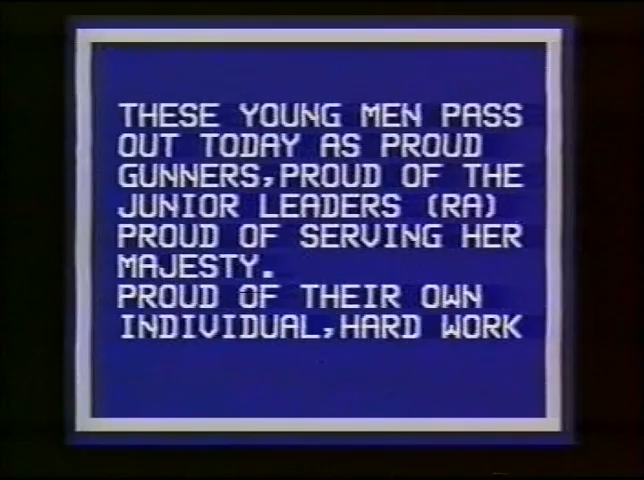 THESE YOUNG MEN PASS
OUT TODAY AS PROUD
GUNNERS,PROUD OF THE
JUNIOR LEADERS (RA)
PROUD OF SERVING HER
MAJESTY.
PROUD OF THEIR OWN
INDIVIDUAL,HARD WORK